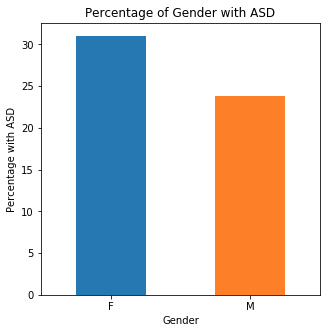 Percentage of Gender with ASD
Percentage with ASD
30
25
20
15
10
5
0
F
M
Gender